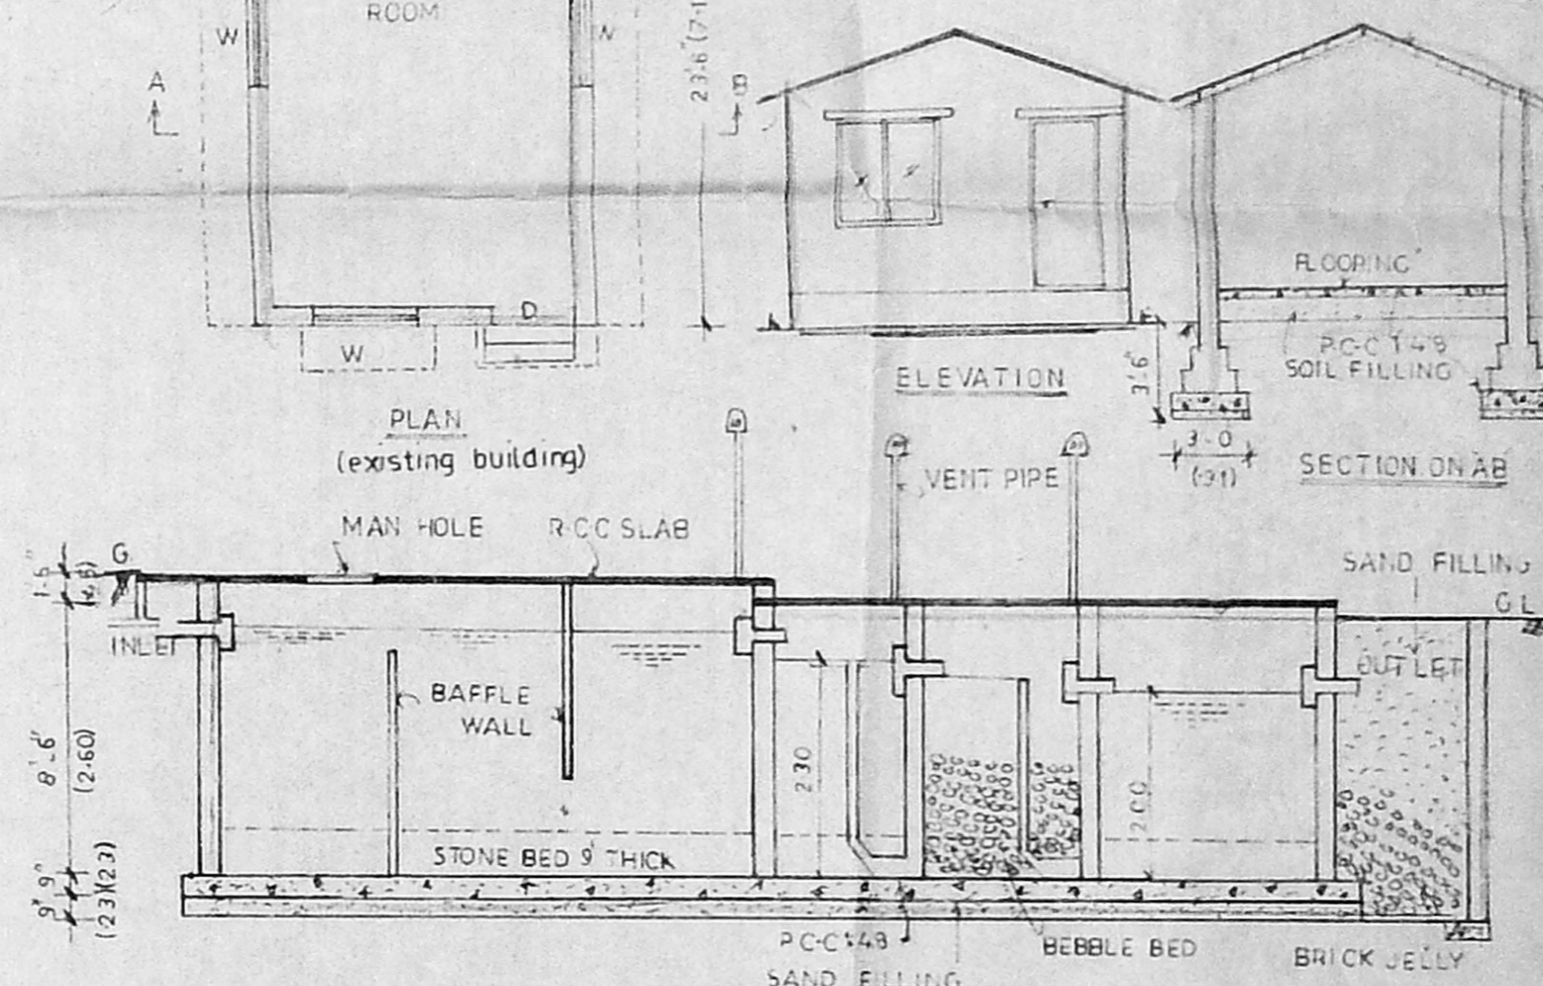 ROOM
W
W
A
B
23'-6"(7-1
D
W
FLOORING
P.C.C 1:4:8
SOIL FILLING
ELEVATION
3'-6"
PLAN
(existing building)
3-0
(.91)
SECTION ON AB
VENT PIPE
MAN HOLE
R.C.C SLAB
SAND FILLING
G
G L
1'-6"
INLET
OUTLET
BAFFLE
WALL
8'-6"
(2.60)
2.30
2.00
STONE BED 9" THICK
9" 9"
(.23)(.23)
P.C.C 1:4:8
BEBBLE BED
BRICK JELLY
SAND FILLING